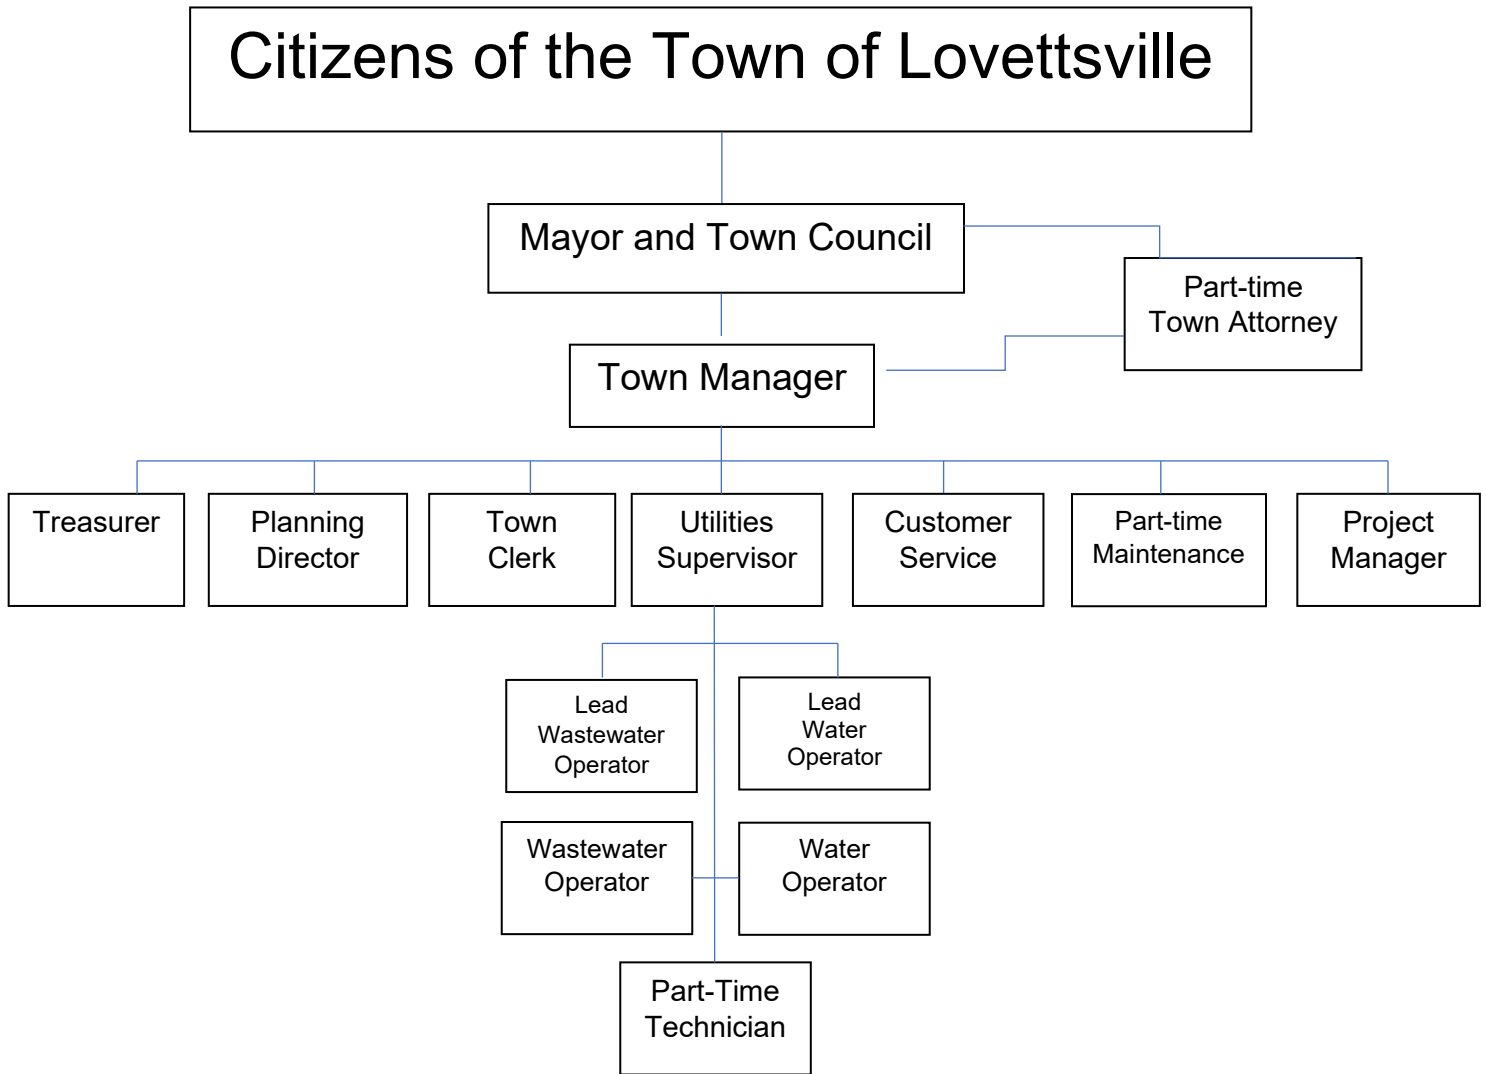 Citizens of the Town of Lovettsville
Mayor and Town Council
Part-time
Town Attorney
Town Manager
Treasurer
Planning
Director
Town
Clerk
Utilities
Supervisor
Customer
Service
Part-time
Maintenance
Project
Manager
Lead
Wastewater
Operator
Lead
Water
Operator
Wastewater
Operator
Water
Operator
Part-Time
Technician